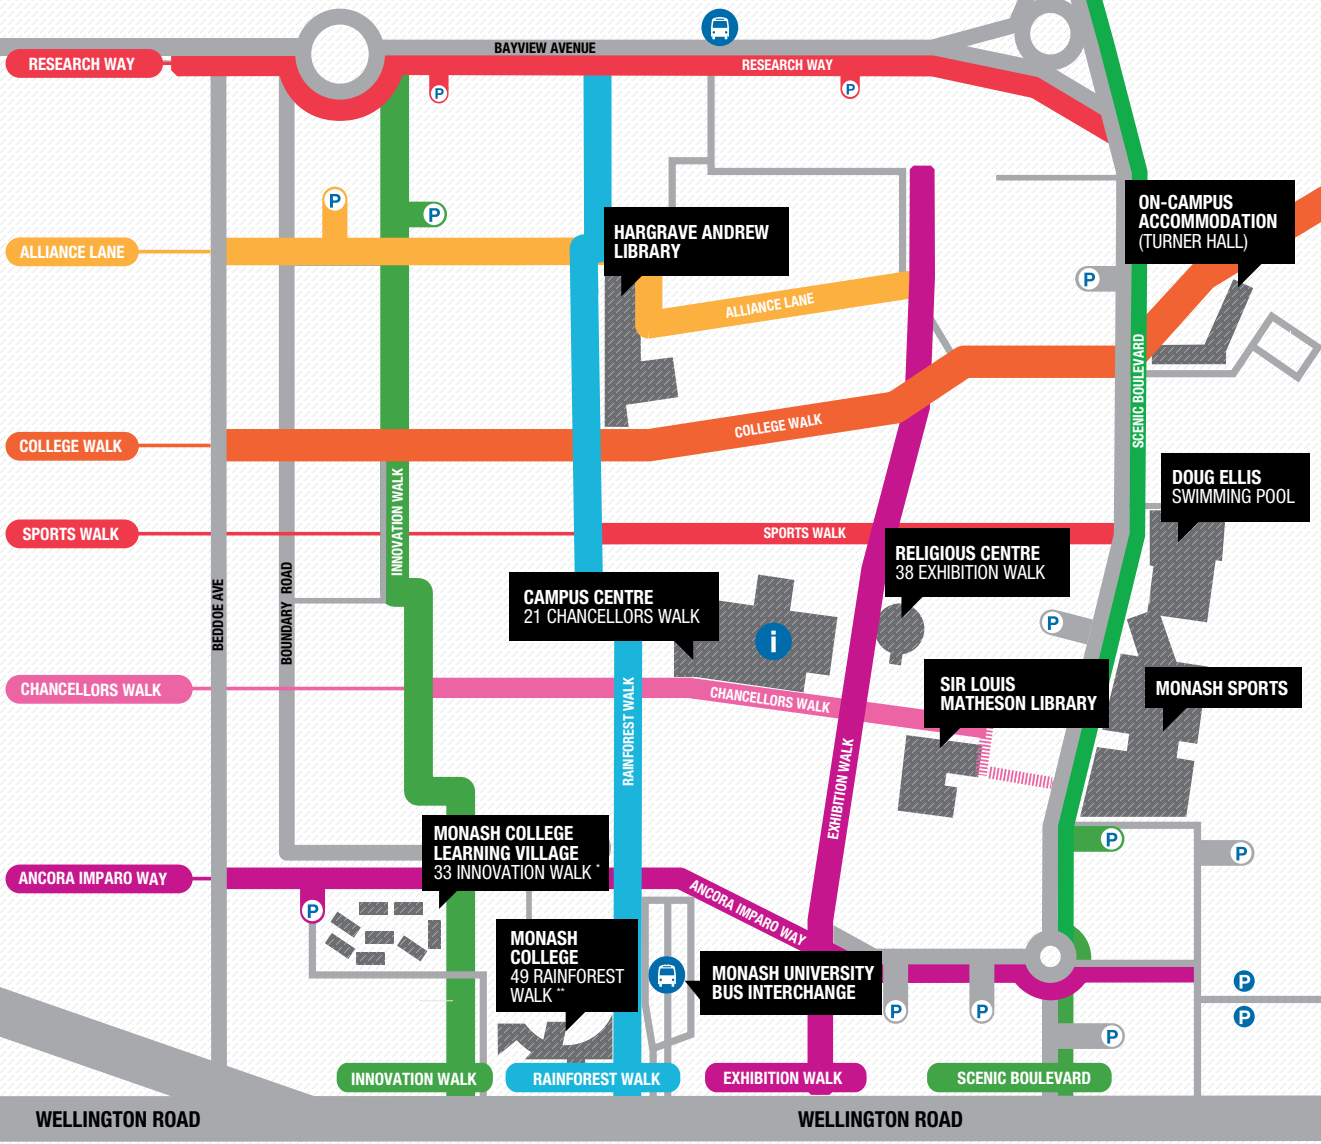 BAYVIEW AVENUE
RESEARCH WAY
RESEARCH WAY
P
P
P
P
ALLIANCE LANE
HARGRAVE ANDREW
LIBRARY
ON-CAMPUS
ACCOMMODATION
(TURNER HALL)
P
ALLIANCE LANE
SCENIC BOULEVARD
COLLEGE WALK
COLLEGE WALK
INNOVATION WALK
DOUG ELLIS
SWIMMING POOL
SPORTS WALK
SPORTS WALK
RELIGIOUS CENTRE
38 EXHIBITION WALK
BEDDOE AVE
BOUNDARY ROAD
CAMPUS CENTRE
21 CHANCELLORS WALK
i
P
CHANCELLORS WALK
CHANCELLORS WALK
SIR LOUIS
MATHESON LIBRARY
MONASH SPORTS
RAINFOREST WALK
EXHIBITION WALK
MONASH COLLEGE
LEARNING VILLAGE
33 INNOVATION WALK *
P
P
ANCORA IMPARO WAY
ANCORA IMPARO WAY
P
MONASH
COLLEGE
49 RAINFOREST
WALK **
MONASH UNIVERSITY
BUS INTERCHANGE
P
P
P
P
P
INNOVATION WALK
RAINFOREST WALK
EXHIBITION WALK
SCENIC BOULEVARD
WELLINGTON ROAD
WELLINGTON ROAD